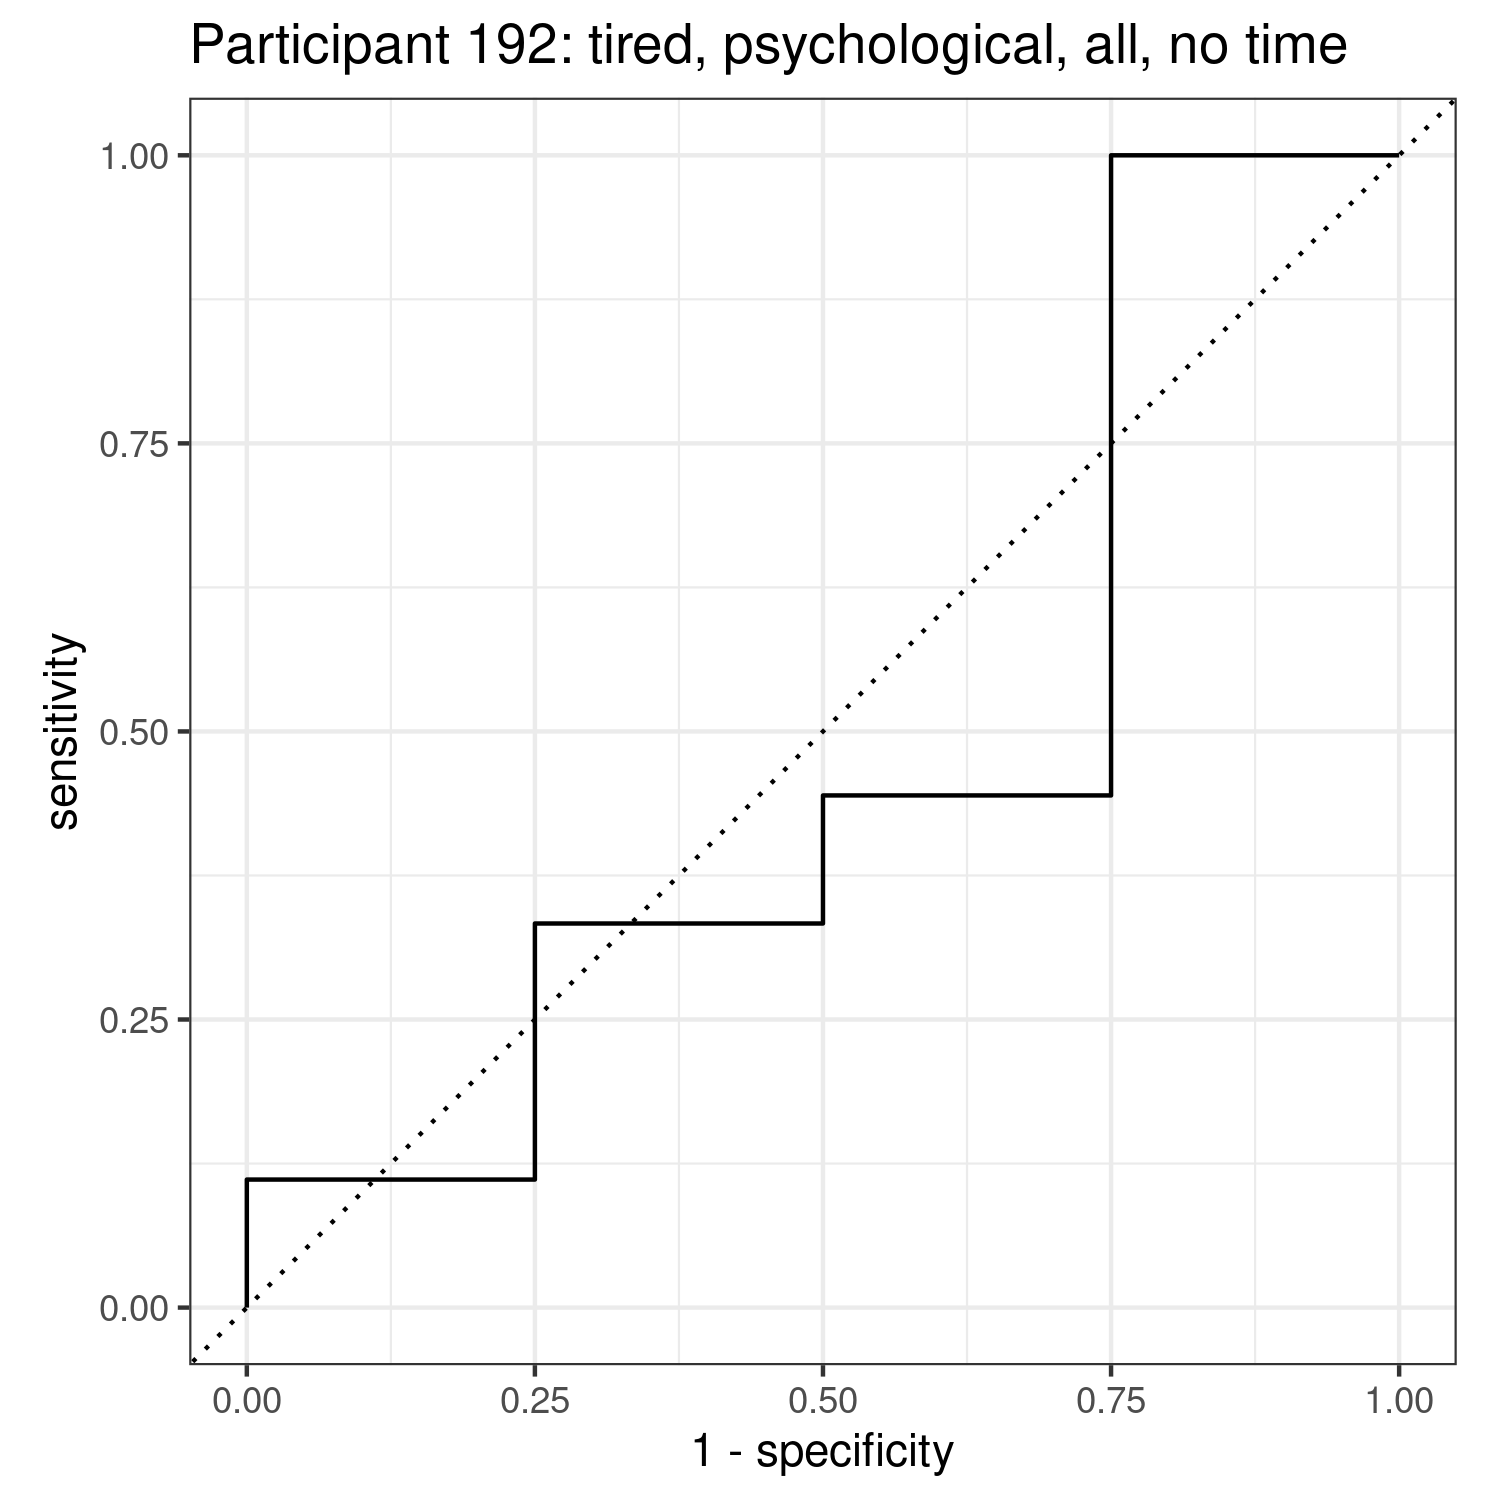 Participant 192: tired, psychological, all, no time
1.00
0.75
0.50
0.25
0.00
sensitivity
0.00 0.25 0.50 0.75 1.00
1 - specificity